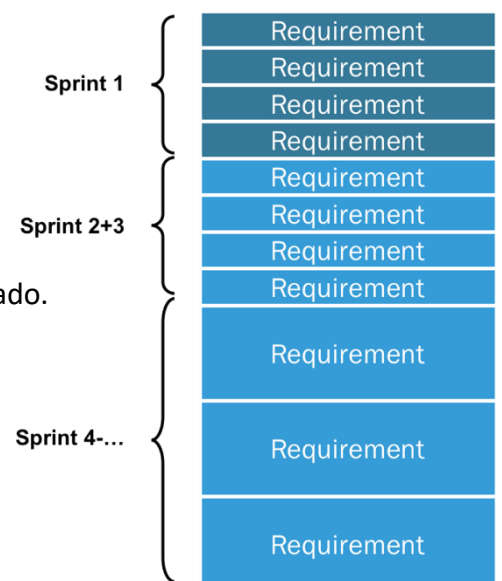 Requirement
Requirement
Sprint 1
Requirement
Requirement
Requirement
Requirement
Sprint 2+3
Requirement
Requirement
ado.
Requirement
Sprint 4-...
Requirement
Requirement